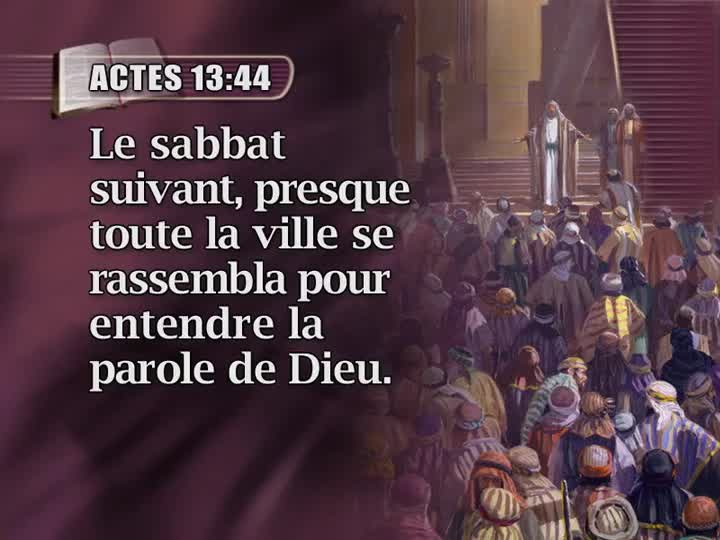 ACTES 13:44
Le sabbat
suivant, presque
toute la ville se
rassembla pour
entendre la
parole de Dieu.